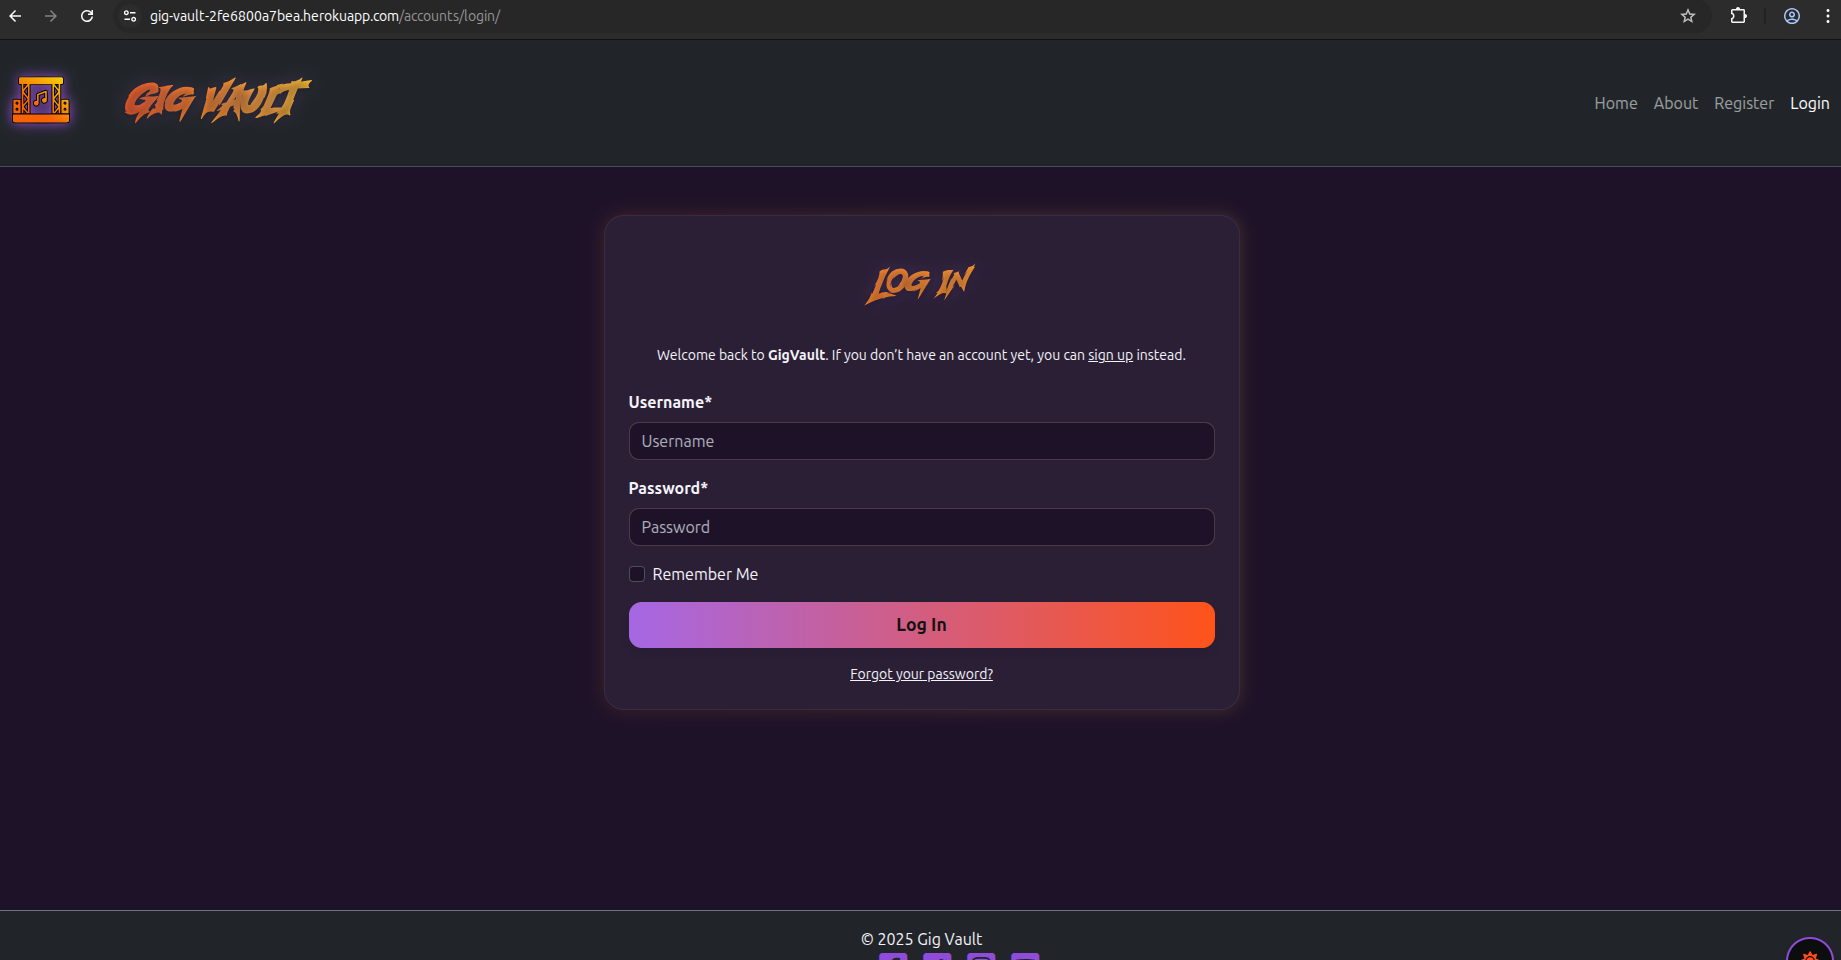 gig-vault-2fe6800a7bea.herokuapp.com/accounts/login/
GIG VAULT
Home About Register Login
LOG IN
Welcome back to GigVault. If you don’t have an account yet, you can sign up instead.
Username*
Username
Password*
Password
Remember Me
Log In
Forgot your password?
© 2025 Gig Vault